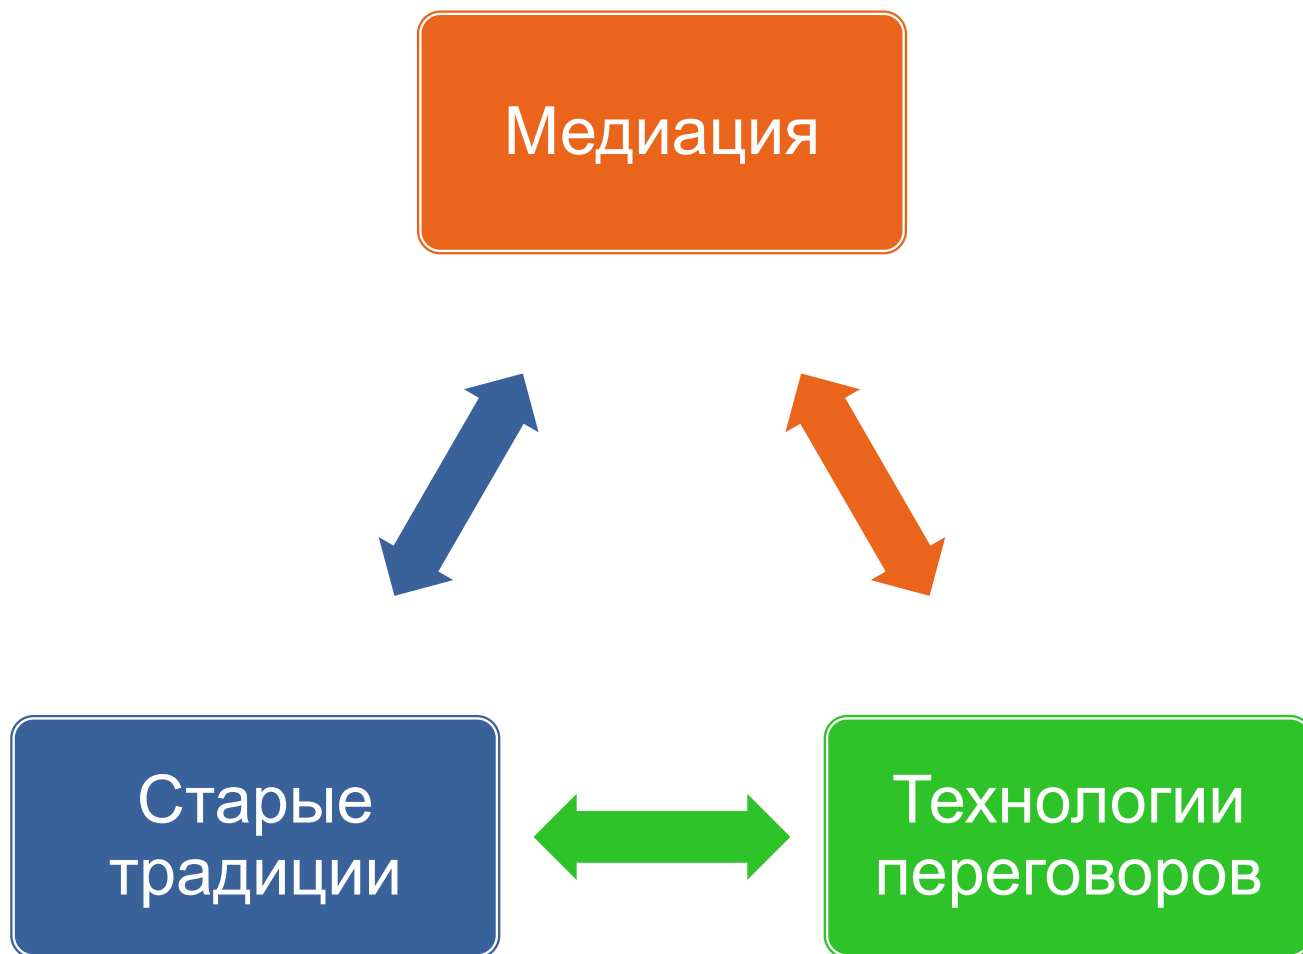 Медиация
Старые
традиции
Технологии
переговоров